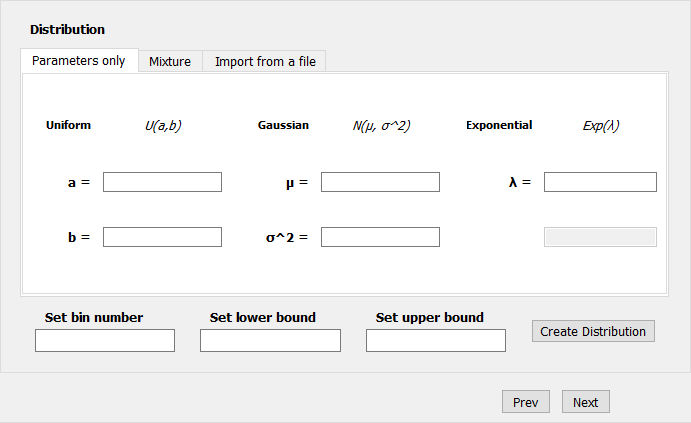 Distribution
Parameters only Mixture Import from a file
Uniform U(a,b) Gaussian N(μ, σ^2) Exponential Exp(λ)
a = μ = λ =
b = σ^2 =
Set bin number Set lower bound Set upper bound
Create Distribution
Prev Next